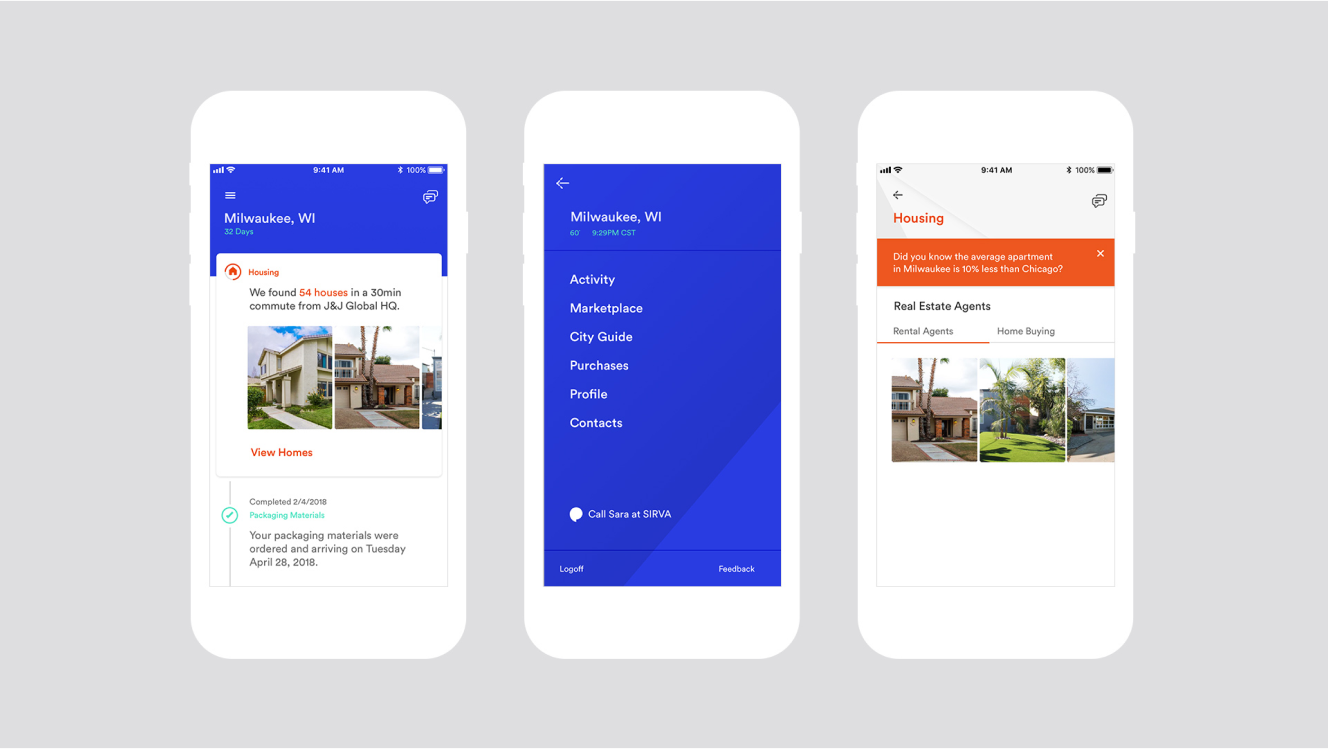 9:41 AM
100%
Milwaukee, WI
32 Days
Housing
We found 54 houses in a 30min
commute from J&J Global HQ.
View Homes
Completed 2/4/2018
Packaging Materials
Your packaging materials were
ordered and arriving on Tuesday
April 28, 2018.
Milwaukee, WI
60° 9:29PM CST
Activity
Marketplace
City Guide
Purchases
Profile
Contacts
Call Sara at SIRVA
Logoff
Feedback
9:41 AM
100%
Housing
Did you know the average apartment
in Milwaukee is 10% less than Chicago?
Real Estate Agents
Rental Agents
Home Buying